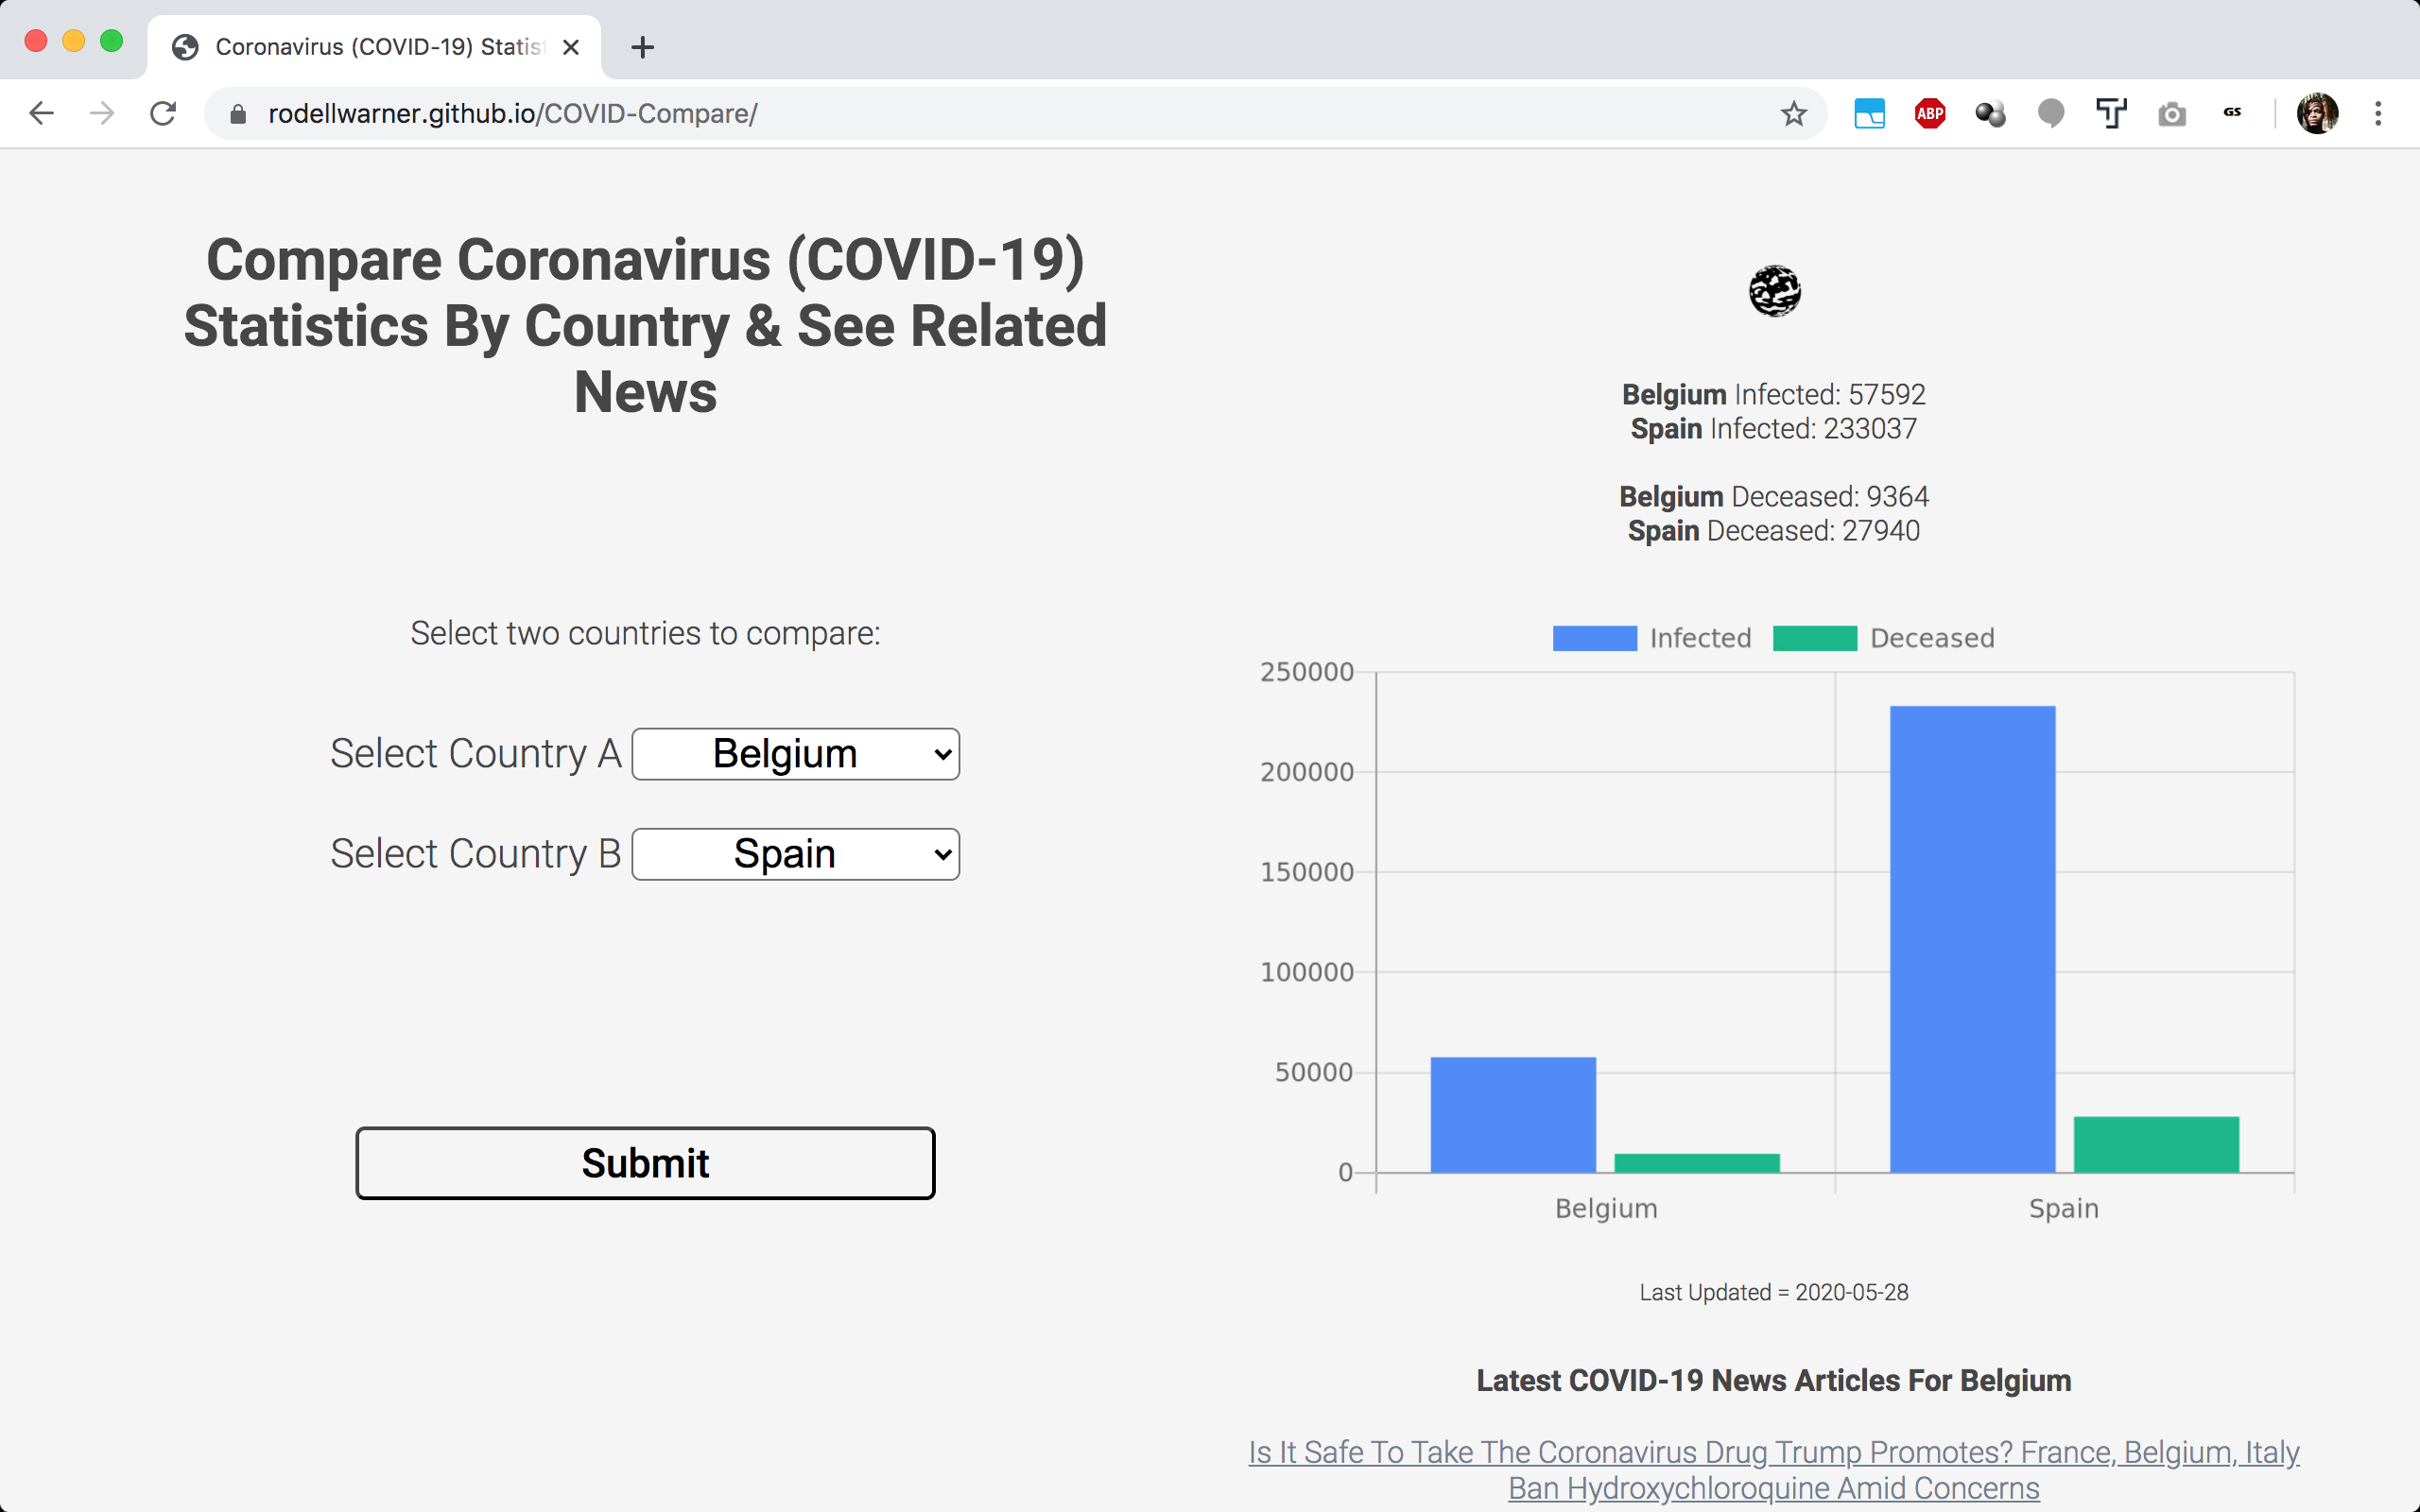 Coronavirus (COVID-19) Statis
rodellwarner.github.io/COVID-Compare/
ABP
GS
Compare Coronavirus (COVID-19)
Statistics By Country & See Related
News
Select two countries to compare:
Select Country A Belgium
Select Country B Spain
Submit
Belgium Infected: 57592
Spain Infected: 233037
Belgium Deceased: 9364
Spain Deceased: 27940
Infected Deceased
250000
200000
150000
100000
50000
0
Belgium Spain
Last Updated = 2020-05-28
Latest COVID-19 News Articles For Belgium
Is It Safe To Take The Coronavirus Drug Trump Promotes? France, Belgium, Italy
Ban Hydroxychloroquine Amid Concerns